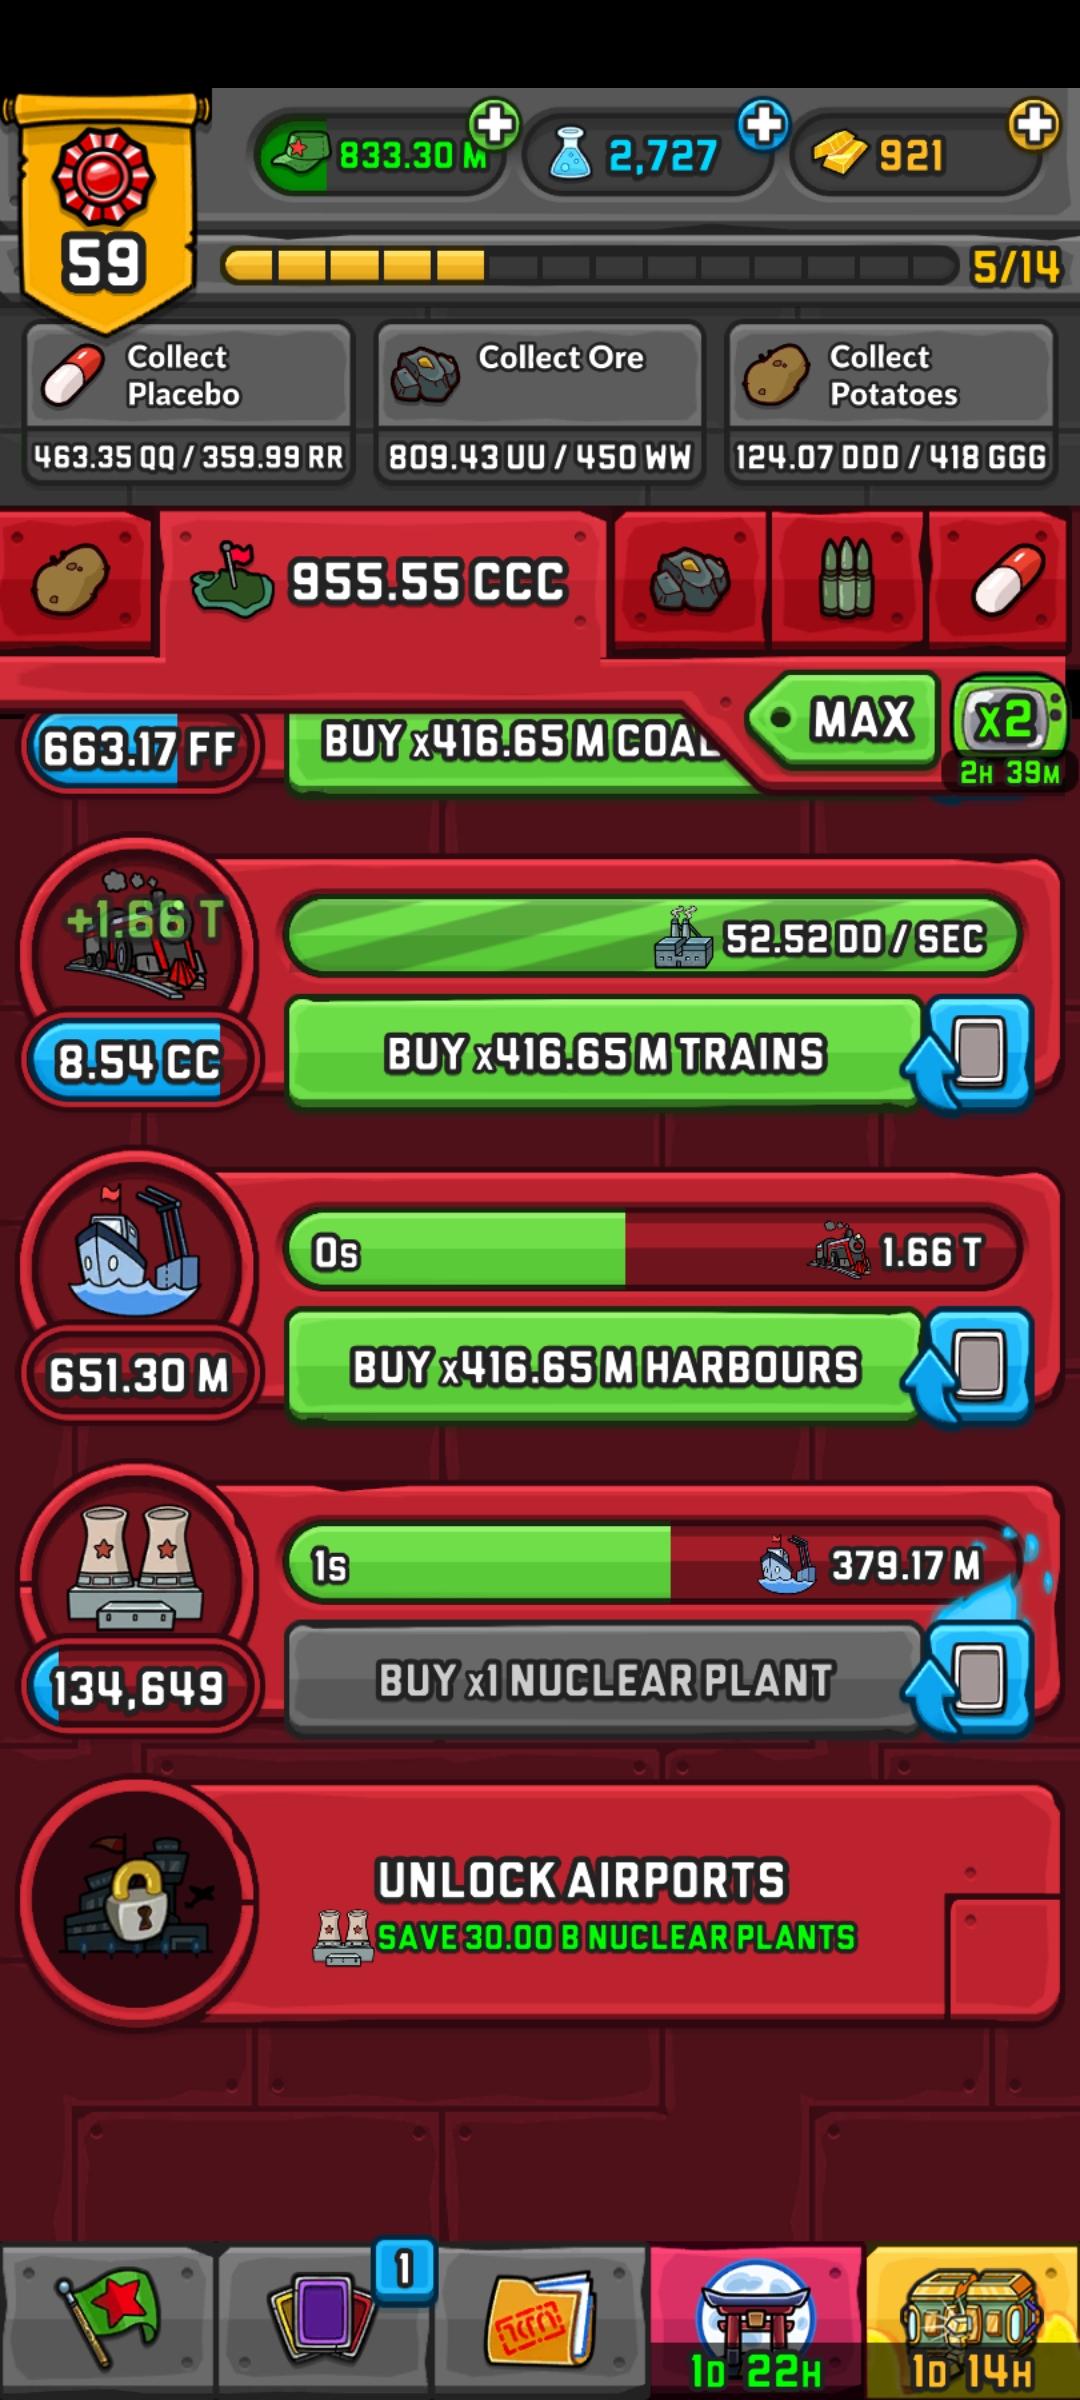 59
833.30 M
2,727
921
5/14
Collect Placebo
463.35 QQ / 359.99 RR
Collect Ore
809.43 UU / 450 WW
Collect Potatoes
124.07 DDD / 418 GGG
955.55 CCC
MAX
x2
2H 39M
663.17 FF
BUY x416.65 M COAL
+1.66 T
52.52 DD / SEC
8.54 CC
BUY x416.65 M TRAINS
0s
1.66 T
651.30 M
BUY x416.65 M HARBOURS
1s
379.17 M
134,649
BUY x1 NUCLEAR PLANT
UNLOCK AIRPORTS
SAVE 30.00 B NUCLEAR PLANTS
1
1D 22H
1D 14H